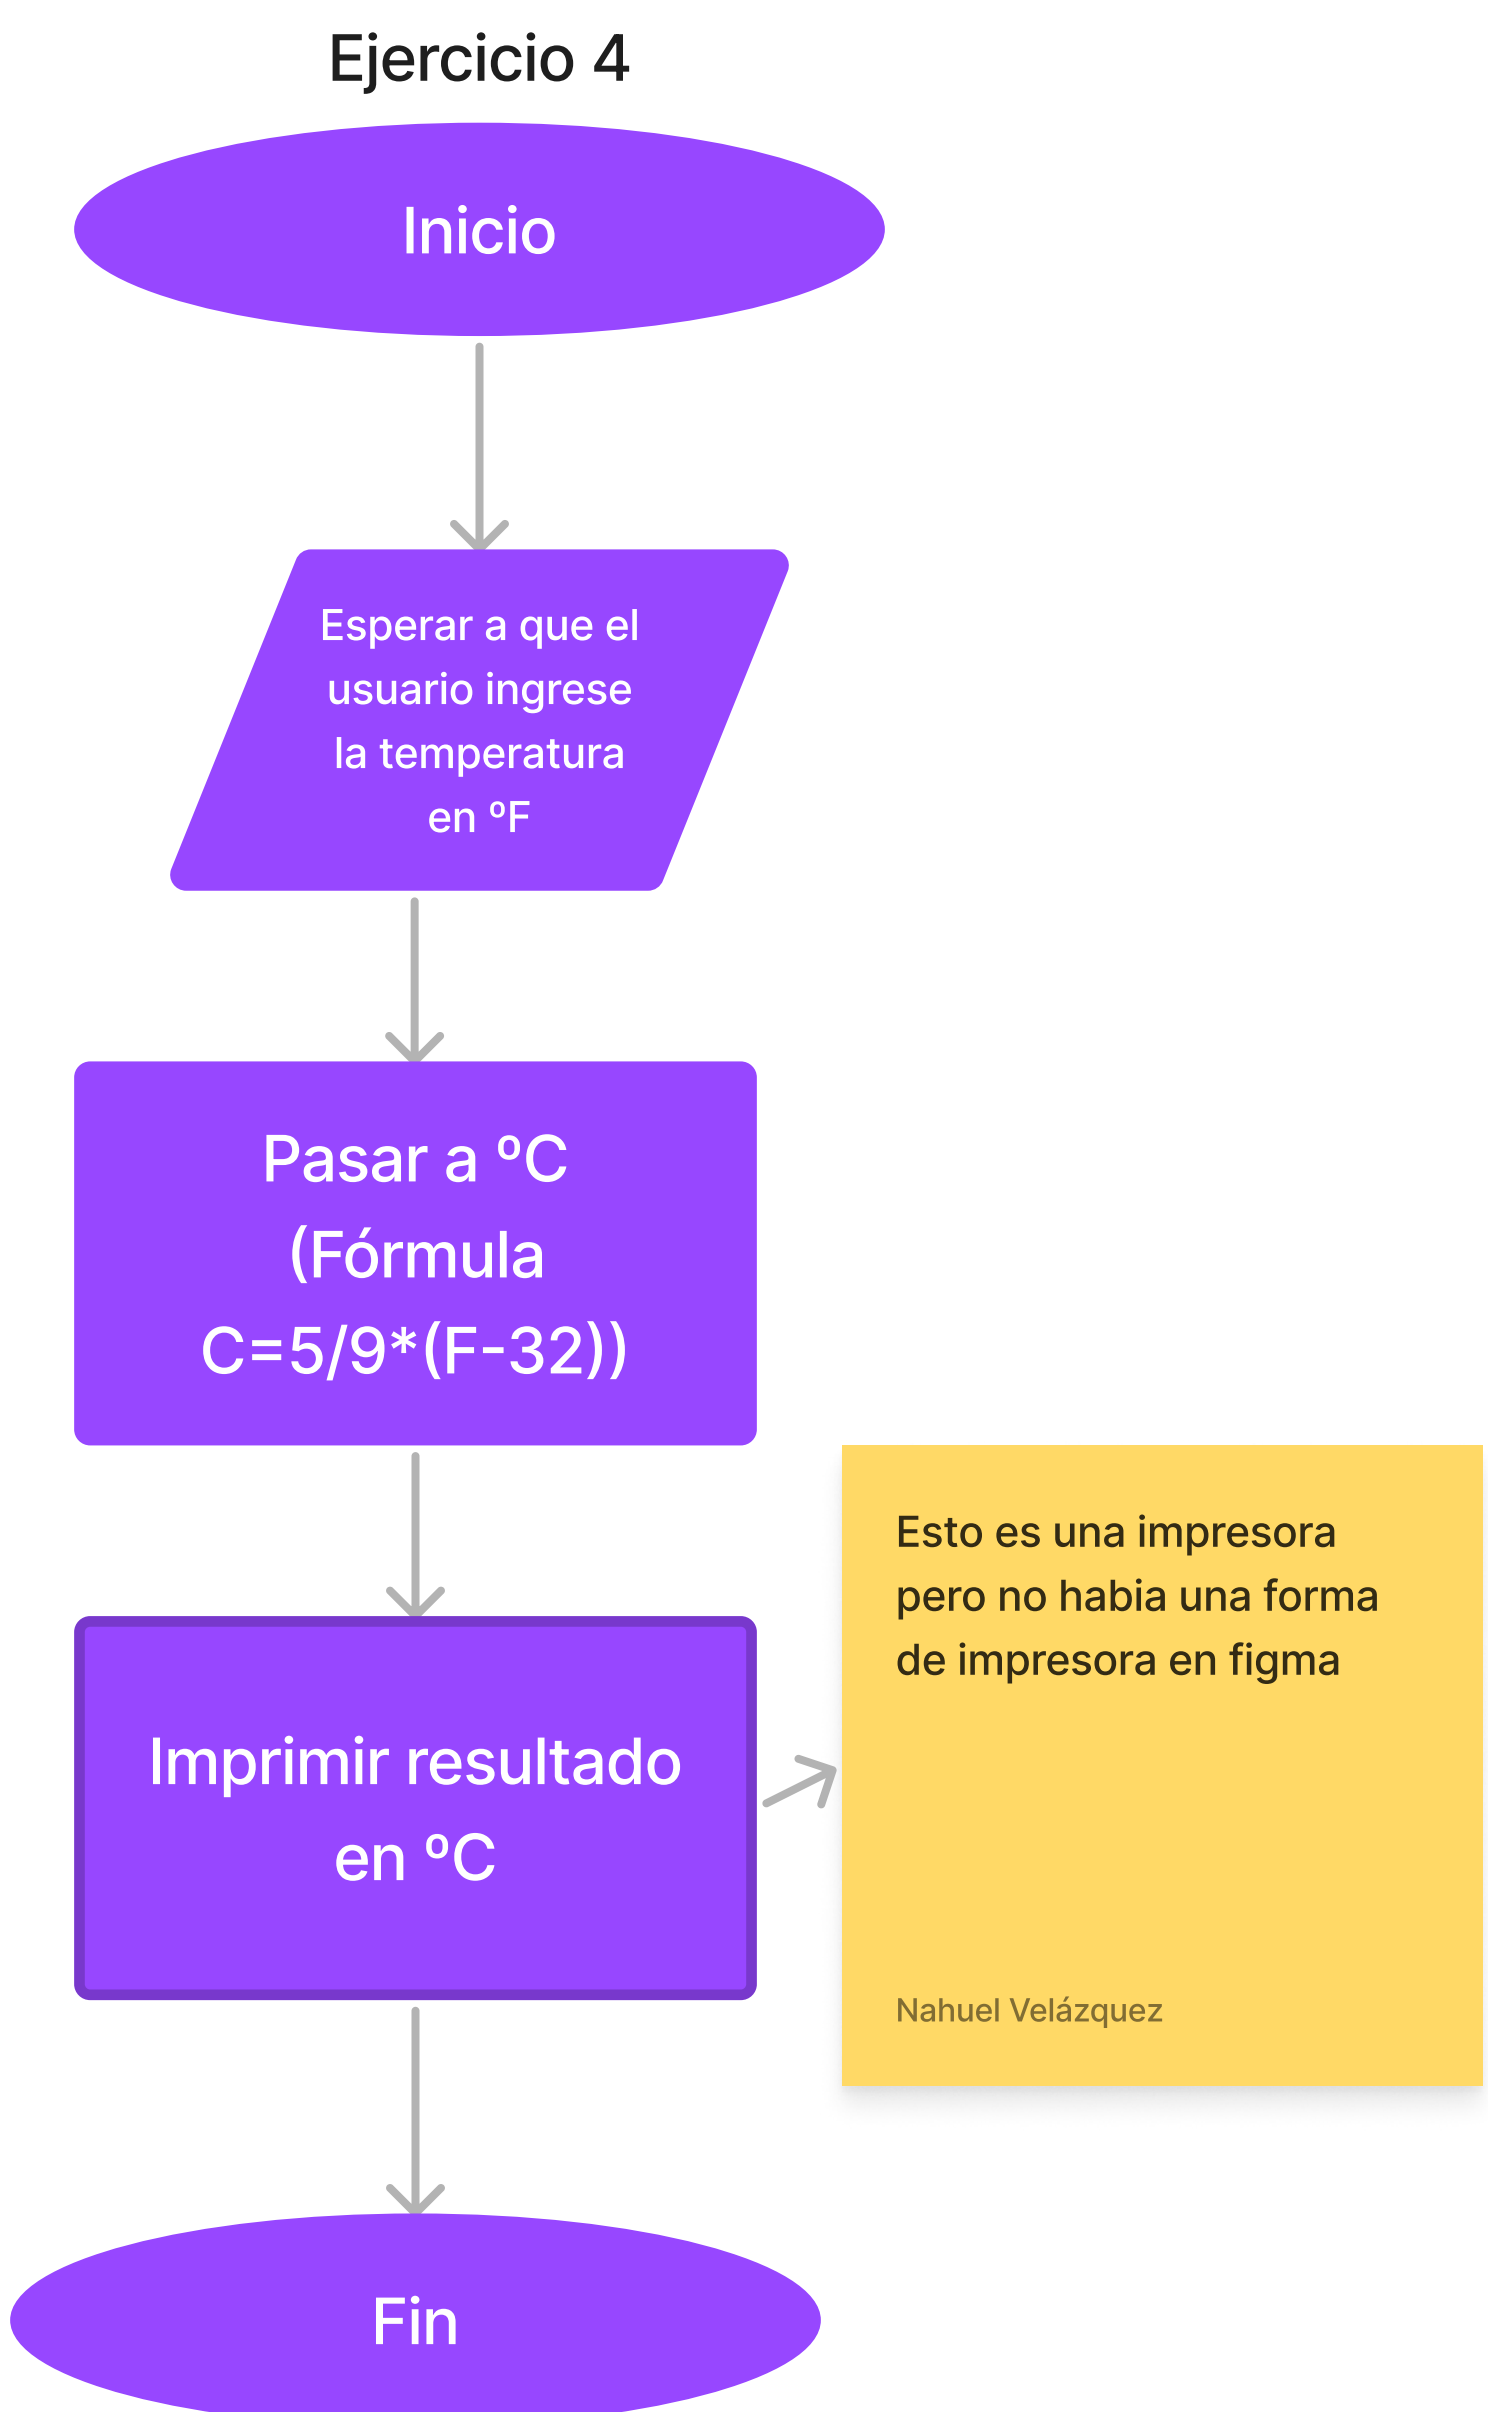 Ejercicio 4
Inicio
Esperar a que el
usuario ingrese
la temperatura
en ºF
Pasar a ºC
(Fórmula
C=5/9*(F-32))
Imprimir resultado
en ºC
Esto es una impresora
pero no habia una forma
de impresora en figma
Nahuel Velázquez
Fin